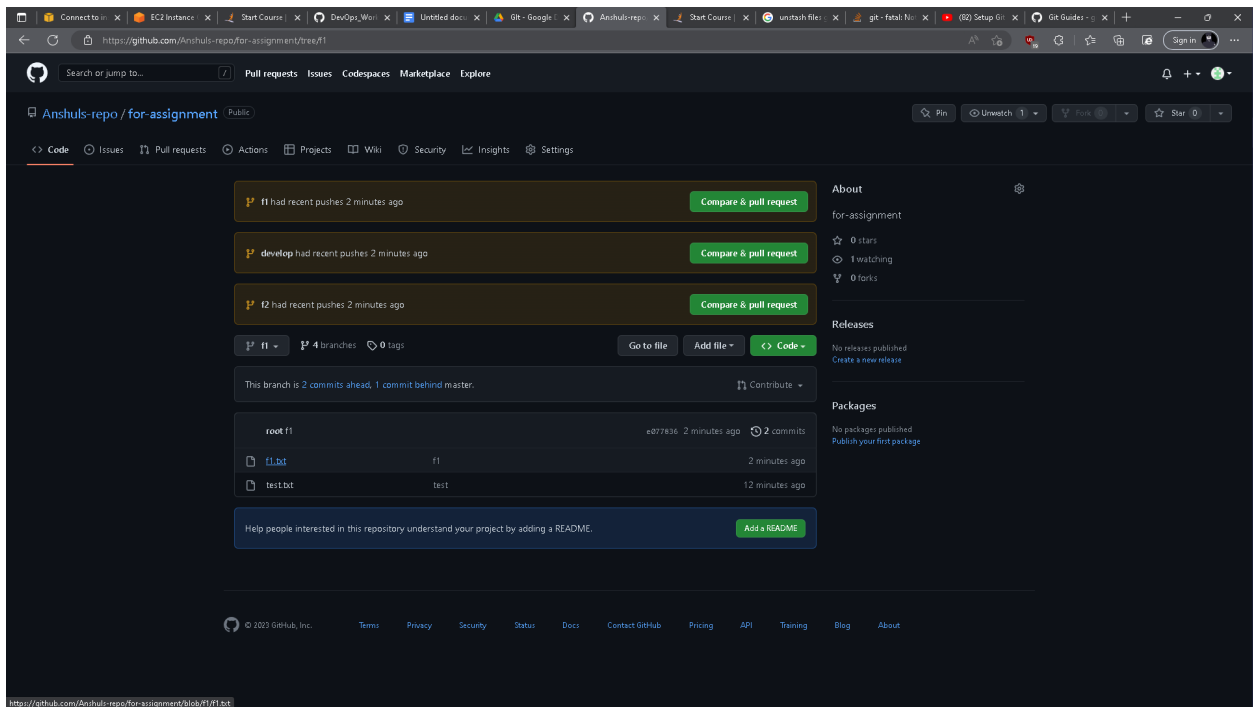 Connect to in
EC2 Instance
Start Course |
DevOps_Worl
Untitled docu
Git - Google D
Anshuls-repo
Start Course |
unstash files
git - fatal: No
(82) Setup Git
Git Guides - g
https://github.com/Anshuls-repo/for-assignment/tree/f1
Sign in
Search or jump to... /
Pull requests Issues Codespaces Marketplace Explore
Anshuls-repo / for-assignment Public
Pin Unwatch 1 Fork Star 0
Code Issues Pull requests Actions Projects Wiki Security Insights Settings
f1 had recent pushes 2 minutes ago Compare & pull request
develop had recent pushes 2 minutes ago Compare & pull request
f2 had recent pushes 2 minutes ago Compare & pull request
f1 4 branches 0 tags Go to file Add file Code
This branch is 2 commits ahead, 1 commit behind master. Contribute
root f1 e077836 2 minutes ago 2 commits
f1.txt f1 2 minutes ago
test.txt test 12 minutes ago
Help people interested in this repository understand your project by adding a README. Add a README
About
for-assignment
0 stars
1 watching
0 forks
Releases
No releases published
Create a new release
Packages
No packages published
Publish your first package
© 2023 GitHub, Inc. Terms Privacy Security Status Docs Contact GitHub Pricing API Training Blog About
https://github.com/Anshuls-repo/for-assignment/blob/f1/f1.txt